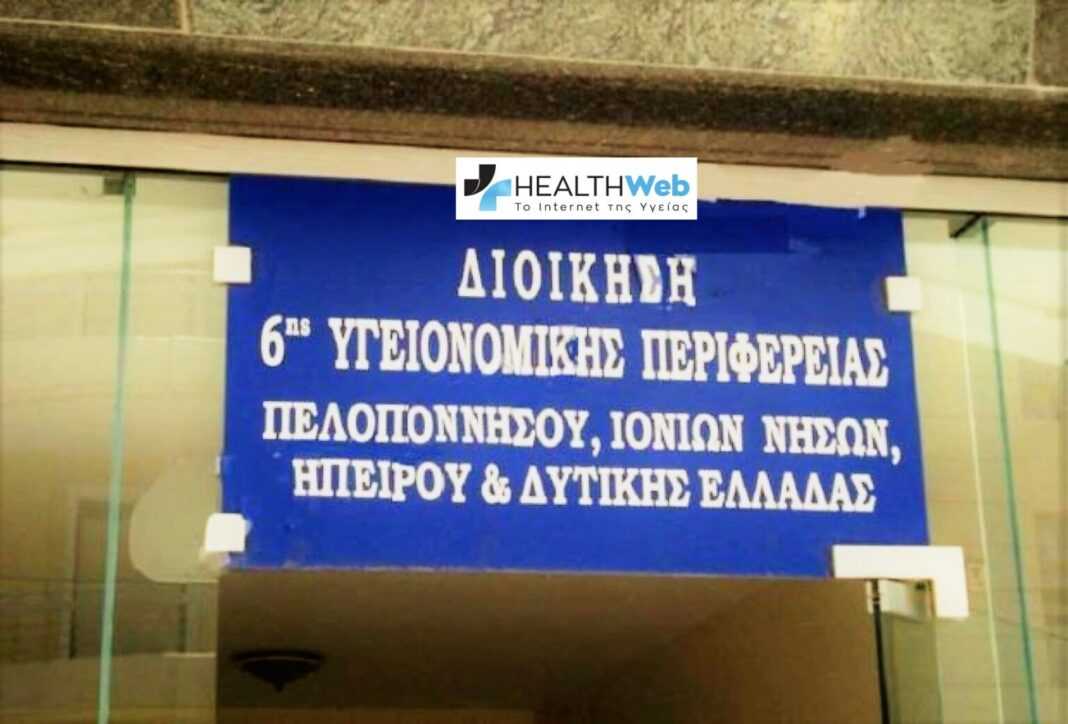 HEALTHWeb
Το Internet της Υγείας
ΔΙΟΙΚΗΣΗ
6ης ΥΓΕΙΟΝΟΜΙΚΗΣ ΠΕΡΙΦΕΡΕΙΑΣ
ΠΕΛΟΠΟΝΝΗΣΟΥ, ΙΟΝΙΩΝ ΝΗΣΩΝ,
ΗΠΕΙΡΟΥ & ΔΥΤΙΚΗΣ ΕΛΛΑΔΑΣ